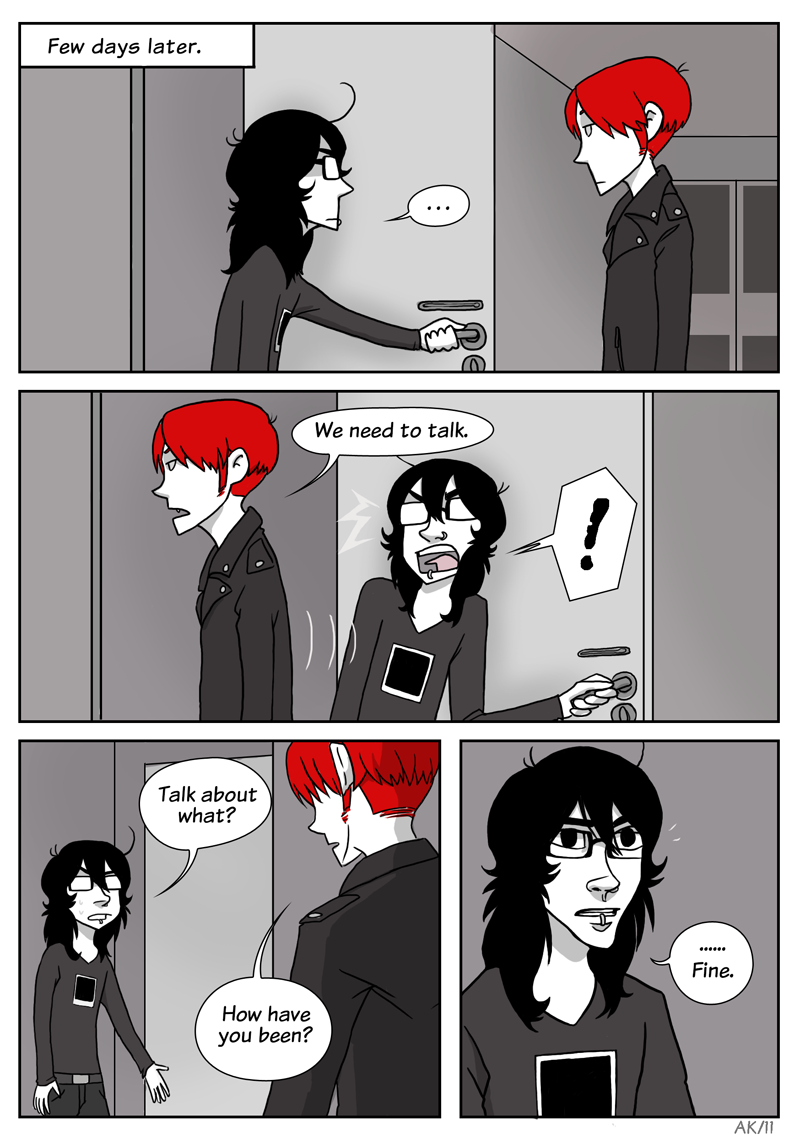 Few days later.
...
We need to talk.
!
Talk about
what?
How have
you been?
......
Fine.
AK/11